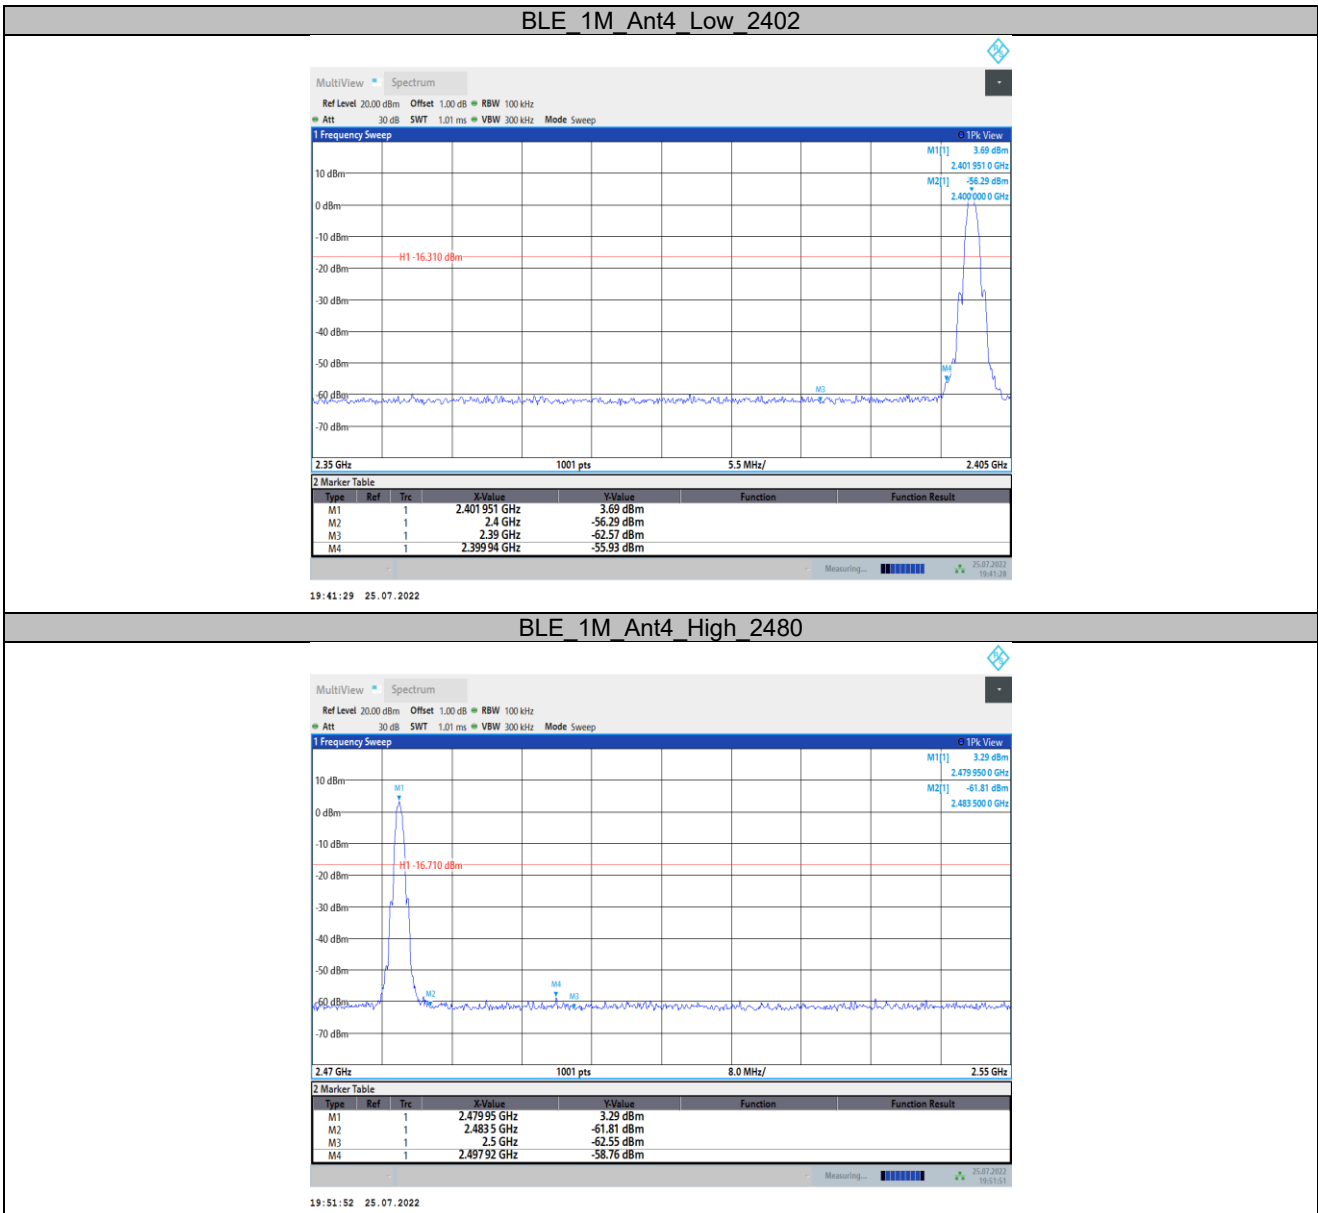 BLE_1M_Ant4_Low_2402
MultiView Spectrum
Ref Level 20.00 dBm Offset 1.00 dB RBW 100 kHz
Att 30 dB SWT 1.01 ms VBW 300 kHz Mode Sweep
1 Frequency Sweep 1Pk View
M1[1] 3.69 dBm
2.401 951 0 GHz
M2[1] -56.29 dBm
2.400 000 0 GHz
10 dBm
0 dBm
-10 dBm
H1 -16.310 dBm
-20 dBm
-30 dBm
-40 dBm
-50 dBm
M4
M3
-60 dBm
-70 dBm
2.35 GHz 1001 pts 5.5 MHz/ 2.405 GHz
2 Marker Table
Type Ref Trc X-Value Y-Value Function Function Result
M1 1 2.401 951 GHz 3.69 dBm
M2 1 2.4 GHz -56.29 dBm
M3 1 2.39 GHz -62.57 dBm
M4 1 2.399 94 GHz -55.93 dBm
Measuring... 25.07.2022
19:41:28
19:41:29 25.07.2022
BLE_1M_Ant4_High_2480
MultiView Spectrum
Ref Level 20.00 dBm Offset 1.00 dB RBW 100 kHz
Att 30 dB SWT 1.01 ms VBW 300 kHz Mode Sweep
1 Frequency Sweep 1Pk View
M1[1] 3.29 dBm
2.479 950 0 GHz
M2[1] -61.81 dBm
2.483 500 0 GHz
10 dBm
M1
0 dBm
-10 dBm
H1 -16.710 dBm
-20 dBm
-30 dBm
-40 dBm
-50 dBm
M4
M2 M3
-60 dBm
-70 dBm
2.47 GHz 1001 pts 8.0 MHz/ 2.55 GHz
2 Marker Table
Type Ref Trc X-Value Y-Value Function Function Result
M1 1 2.479 95 GHz 3.29 dBm
M2 1 2.483 5 GHz -61.81 dBm
M3 1 2.5 GHz -62.55 dBm
M4 1 2.497 92 GHz -58.76 dBm
Measuring... 25.07.2022
19:51:51
19:51:52 25.07.2022